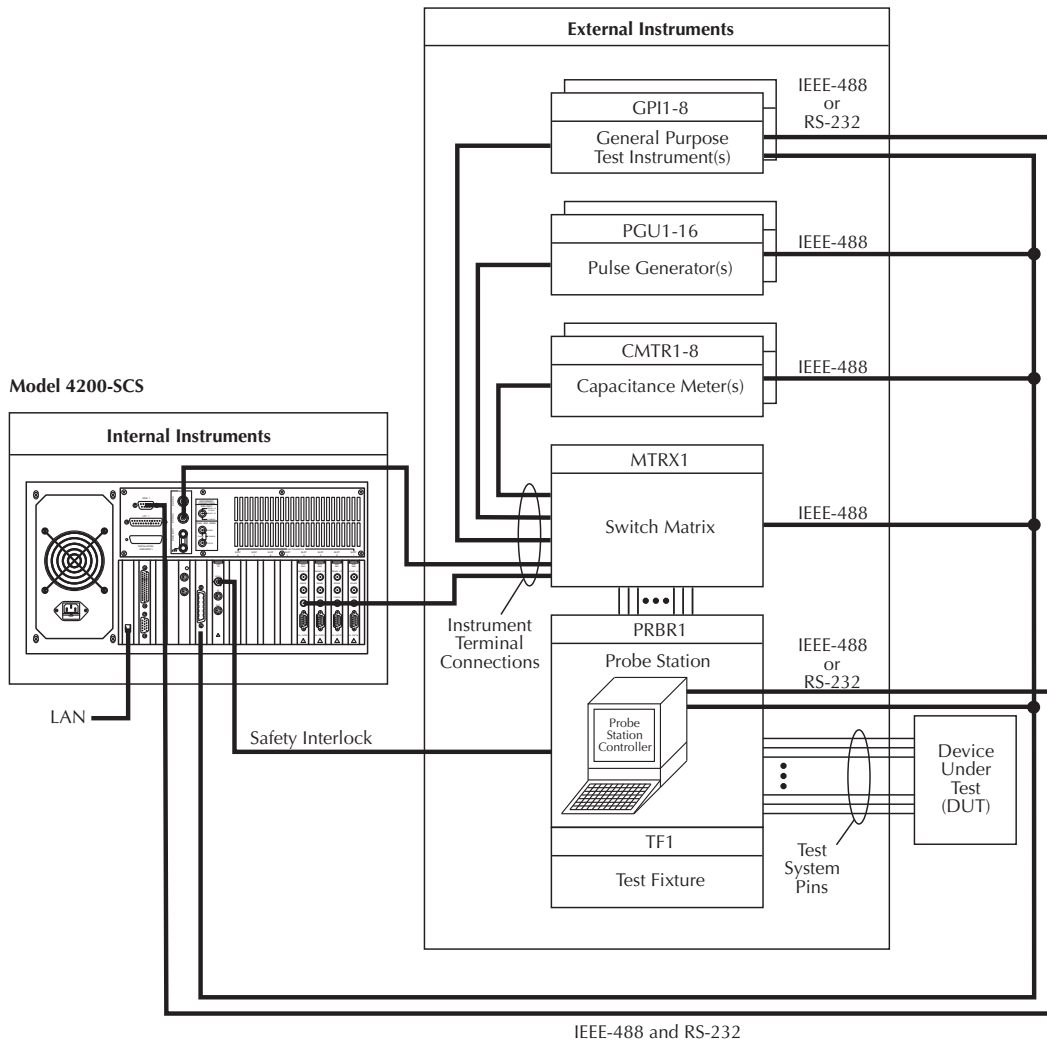 External Instruments
GPI1-8
General Purpose
Test Instrument(s)
IEEE-488
or
RS-232
PGU1-16
Pulse Generator(s)
IEEE-488
CMTR1-8
Capacitance Meter(s)
IEEE-488
Model 4200-SCS
Internal Instruments
MTRX1
Switch Matrix
IEEE-488
Instrument
Terminal
Connections
PRBR1
Probe Station
IEEE-488
or
RS-232
Probe
Station
Controller
LAN
Safety Interlock
Device
Under
Test
(DUT)
TF1
Test Fixture
Test
System
Pins
IEEE-488 and RS-232